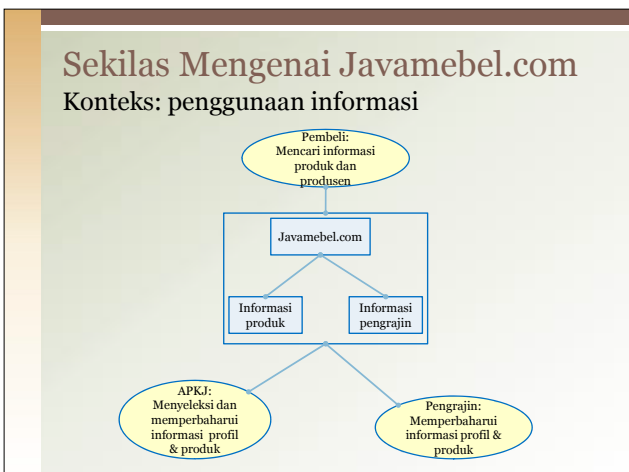 Sekilas Mengenai Javamebel.com
Konteks: penggunaan informasi
Pembeli:
Mencari informasi
produk dan
produsen
Javamebel.com
Informasi
produk
Informasi
pengrajin
APKJ:
Menyeleksi dan
memperbaharui
informasi profil
& produk
Pengrajin:
Memperbaharui
informasi profil &
produk